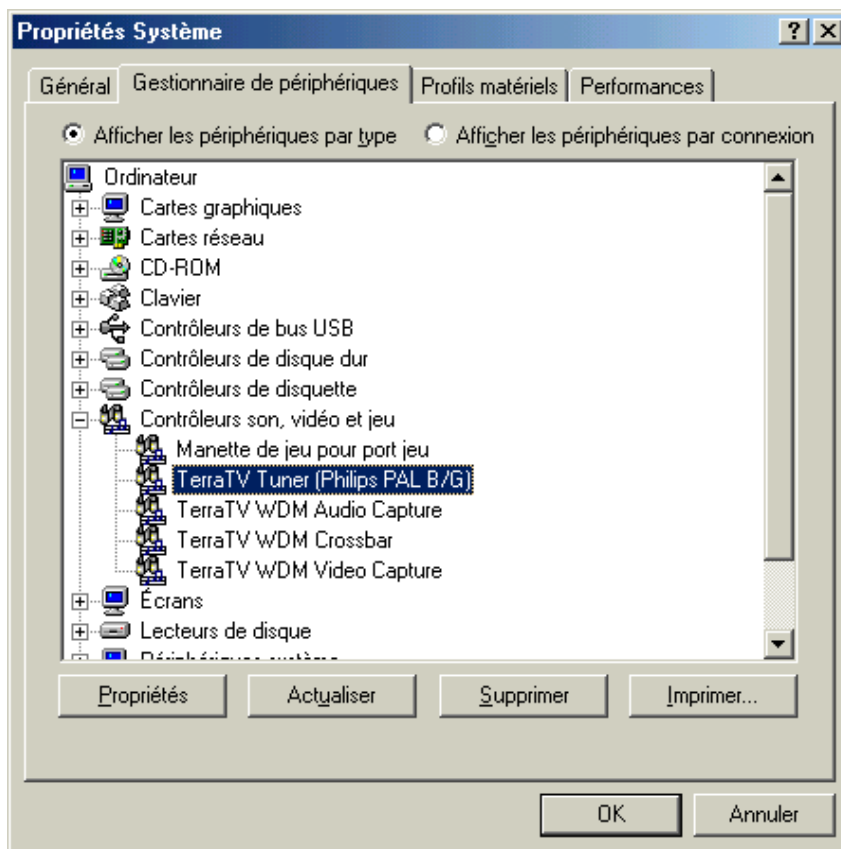 Propriétés Système
Général Gestionnaire de périphériques Profils matériels Performances
Afficher les périphériques par type Afficher les périphériques par connexion
Ordinateur
Cartes graphiques
Cartes réseau
CD-ROM
Clavier
Contrôleurs de bus USB
Contrôleurs de disque dur
Contrôleurs de disquette
Contrôleurs son, vidéo et jeu
Manette de jeu pour port jeu
TerraTV Tuner (Philips PAL B/G)
TerraTV WDM Audio Capture
TerraTV WDM Crossbar
TerraTV WDM Video Capture
Écrans
Lecteurs de disque
Périphériques système
Propriétés Actualiser Supprimer Imprimer...
OK Annuler